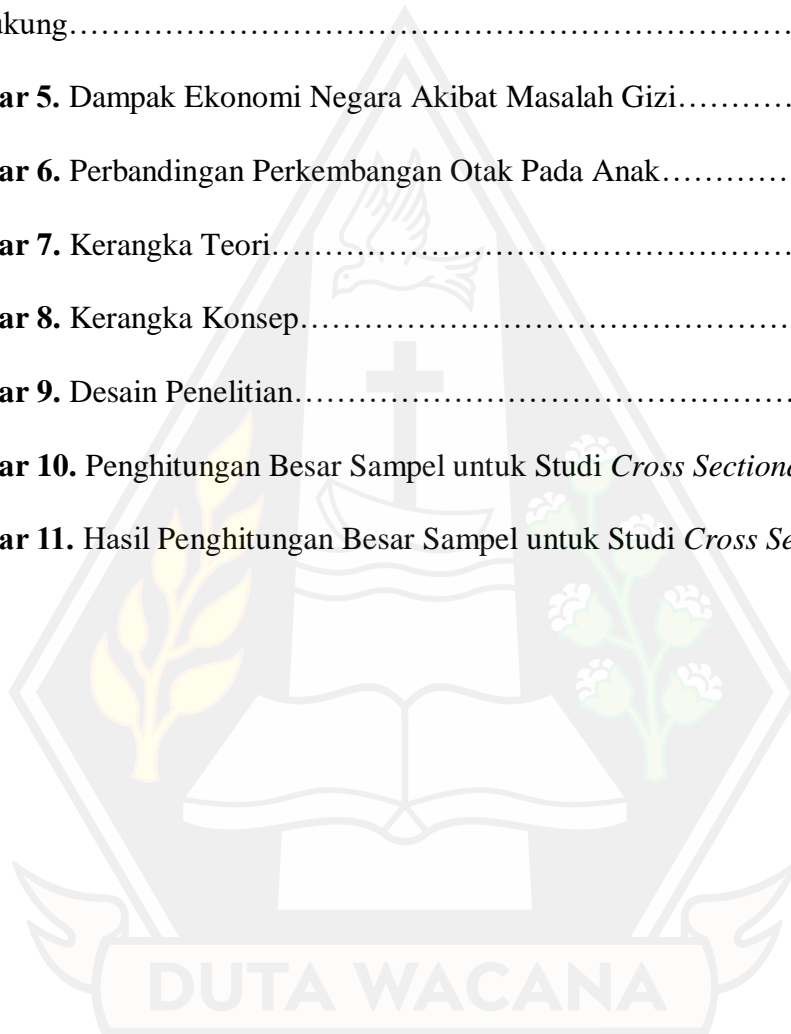 ukung…………………………………………………………………………
ar 5. Dampak Ekonomi Negara Akibat Masalah Gizi…………
ar 6. Perbandingan Perkembangan Otak Pada Anak……………
ar 7. Kerangka Teori…………………………………………………
ar 8. Kerangka Konsep………………………………………………
ar 9. Desain Penelitian………………………………………………
ar 10. Penghitungan Besar Sampel untuk Studi Cross Sectiona
ar 11. Hasil Penghitungan Besar Sampel untuk Studi Cross Se
DUTA WACANA